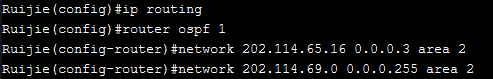 Ruijie(config)#ip routing
Ruijie(config)#router ospf 1
Ruijie(config-router)#network 202.114.65.16 0.0.0.3 area 2
Ruijie(config-router)#network 202.114.69.0 0.0.0.255 area 2